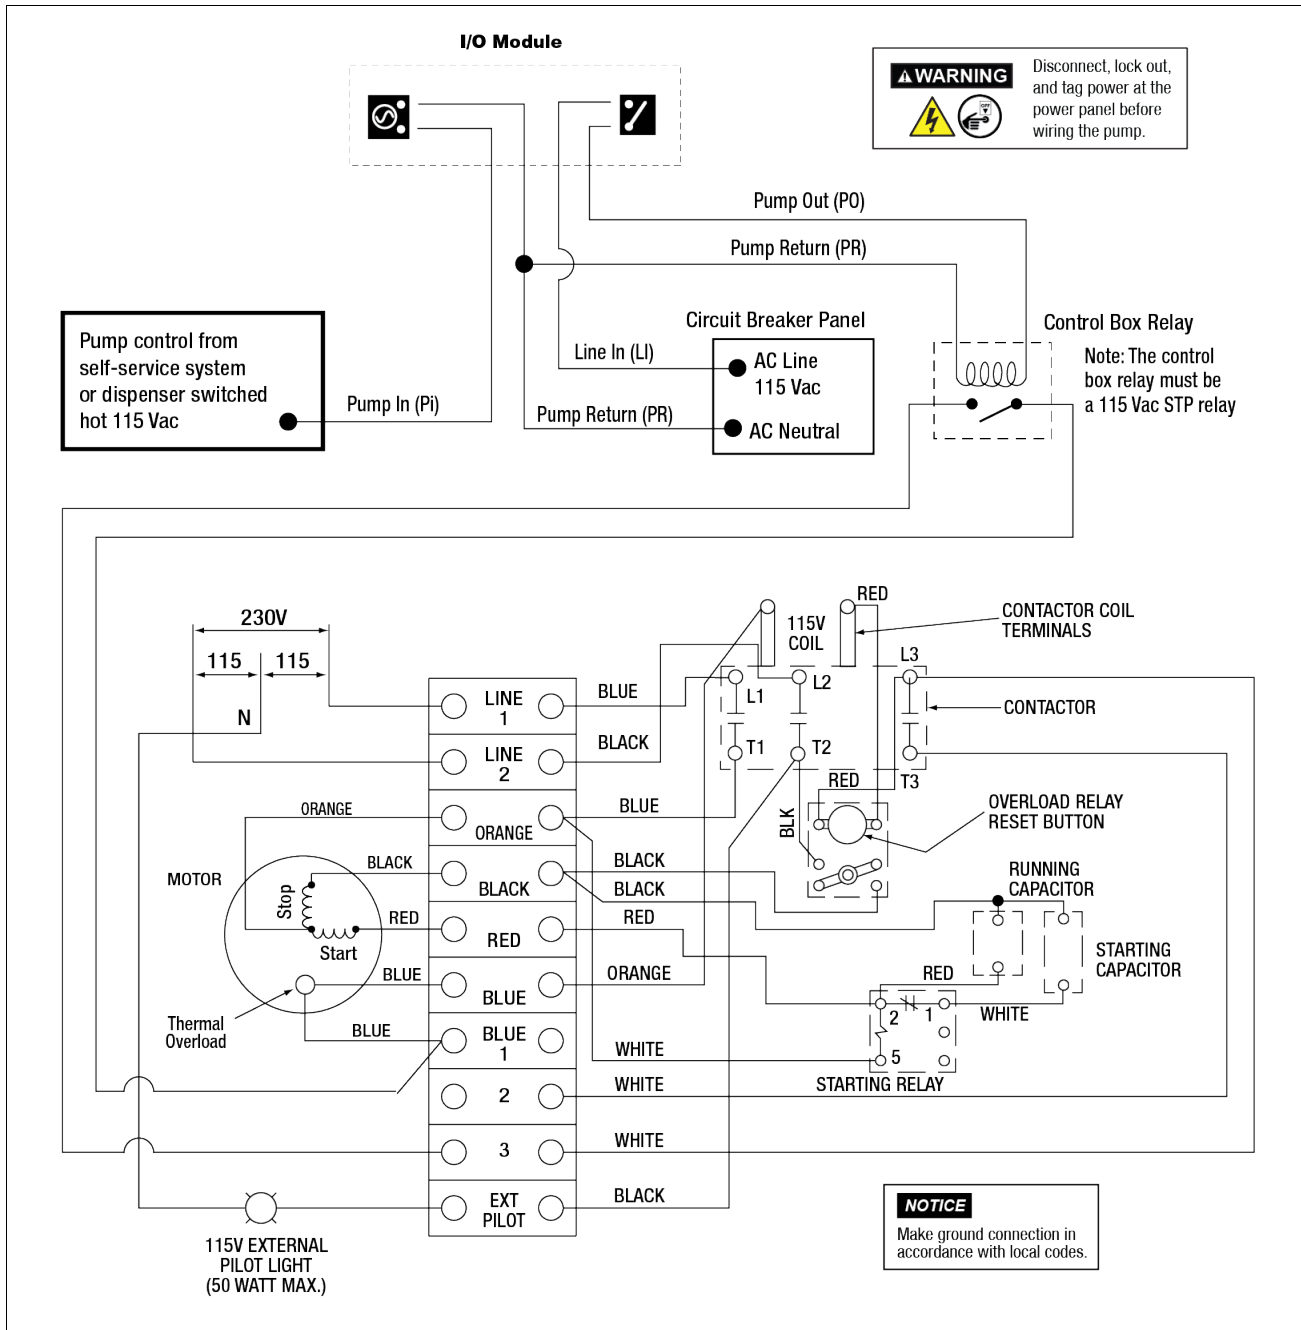 I/O Module
WARNING
Disconnect, lock out,
and tag power at the
power panel before
wiring the pump.
OFF
Pump Out (PO)
Pump Return (PR)
Circuit Breaker Panel
Line In (LI)
AC Line
115 Vac
Pump Return (PR)
AC Neutral
Pump control from
self-service system
or dispenser switched
hot 115 Vac
Pump In (Pi)
Control Box Relay
Note: The control
box relay must be
a 115 Vac STP relay
230V
115
115
N
LINE
1
LINE
2
ORANGE
BLACK
RED
BLUE
BLUE
1
2
3
EXT
PILOT
ORANGE
BLACK
RED
BLUE
BLUE
MOTOR
Stop
Start
Thermal
Overload
115V EXTERNAL
PILOT LIGHT
(50 WATT MAX.)
BLUE
BLACK
BLUE
BLACK
BLACK
RED
ORANGE
WHITE
WHITE
WHITE
BLACK
115V
COIL
RED
CONTACTOR COIL
TERMINALS
L1
L2
L3
CONTACTOR
T1
T2
T3
RED
BLK
OVERLOAD RELAY
RESET BUTTON
RUNNING
CAPACITOR
STARTING
CAPACITOR
RED
WHITE
2
1
5
STARTING RELAY
NOTICE
Make ground connection in
accordance with local codes.